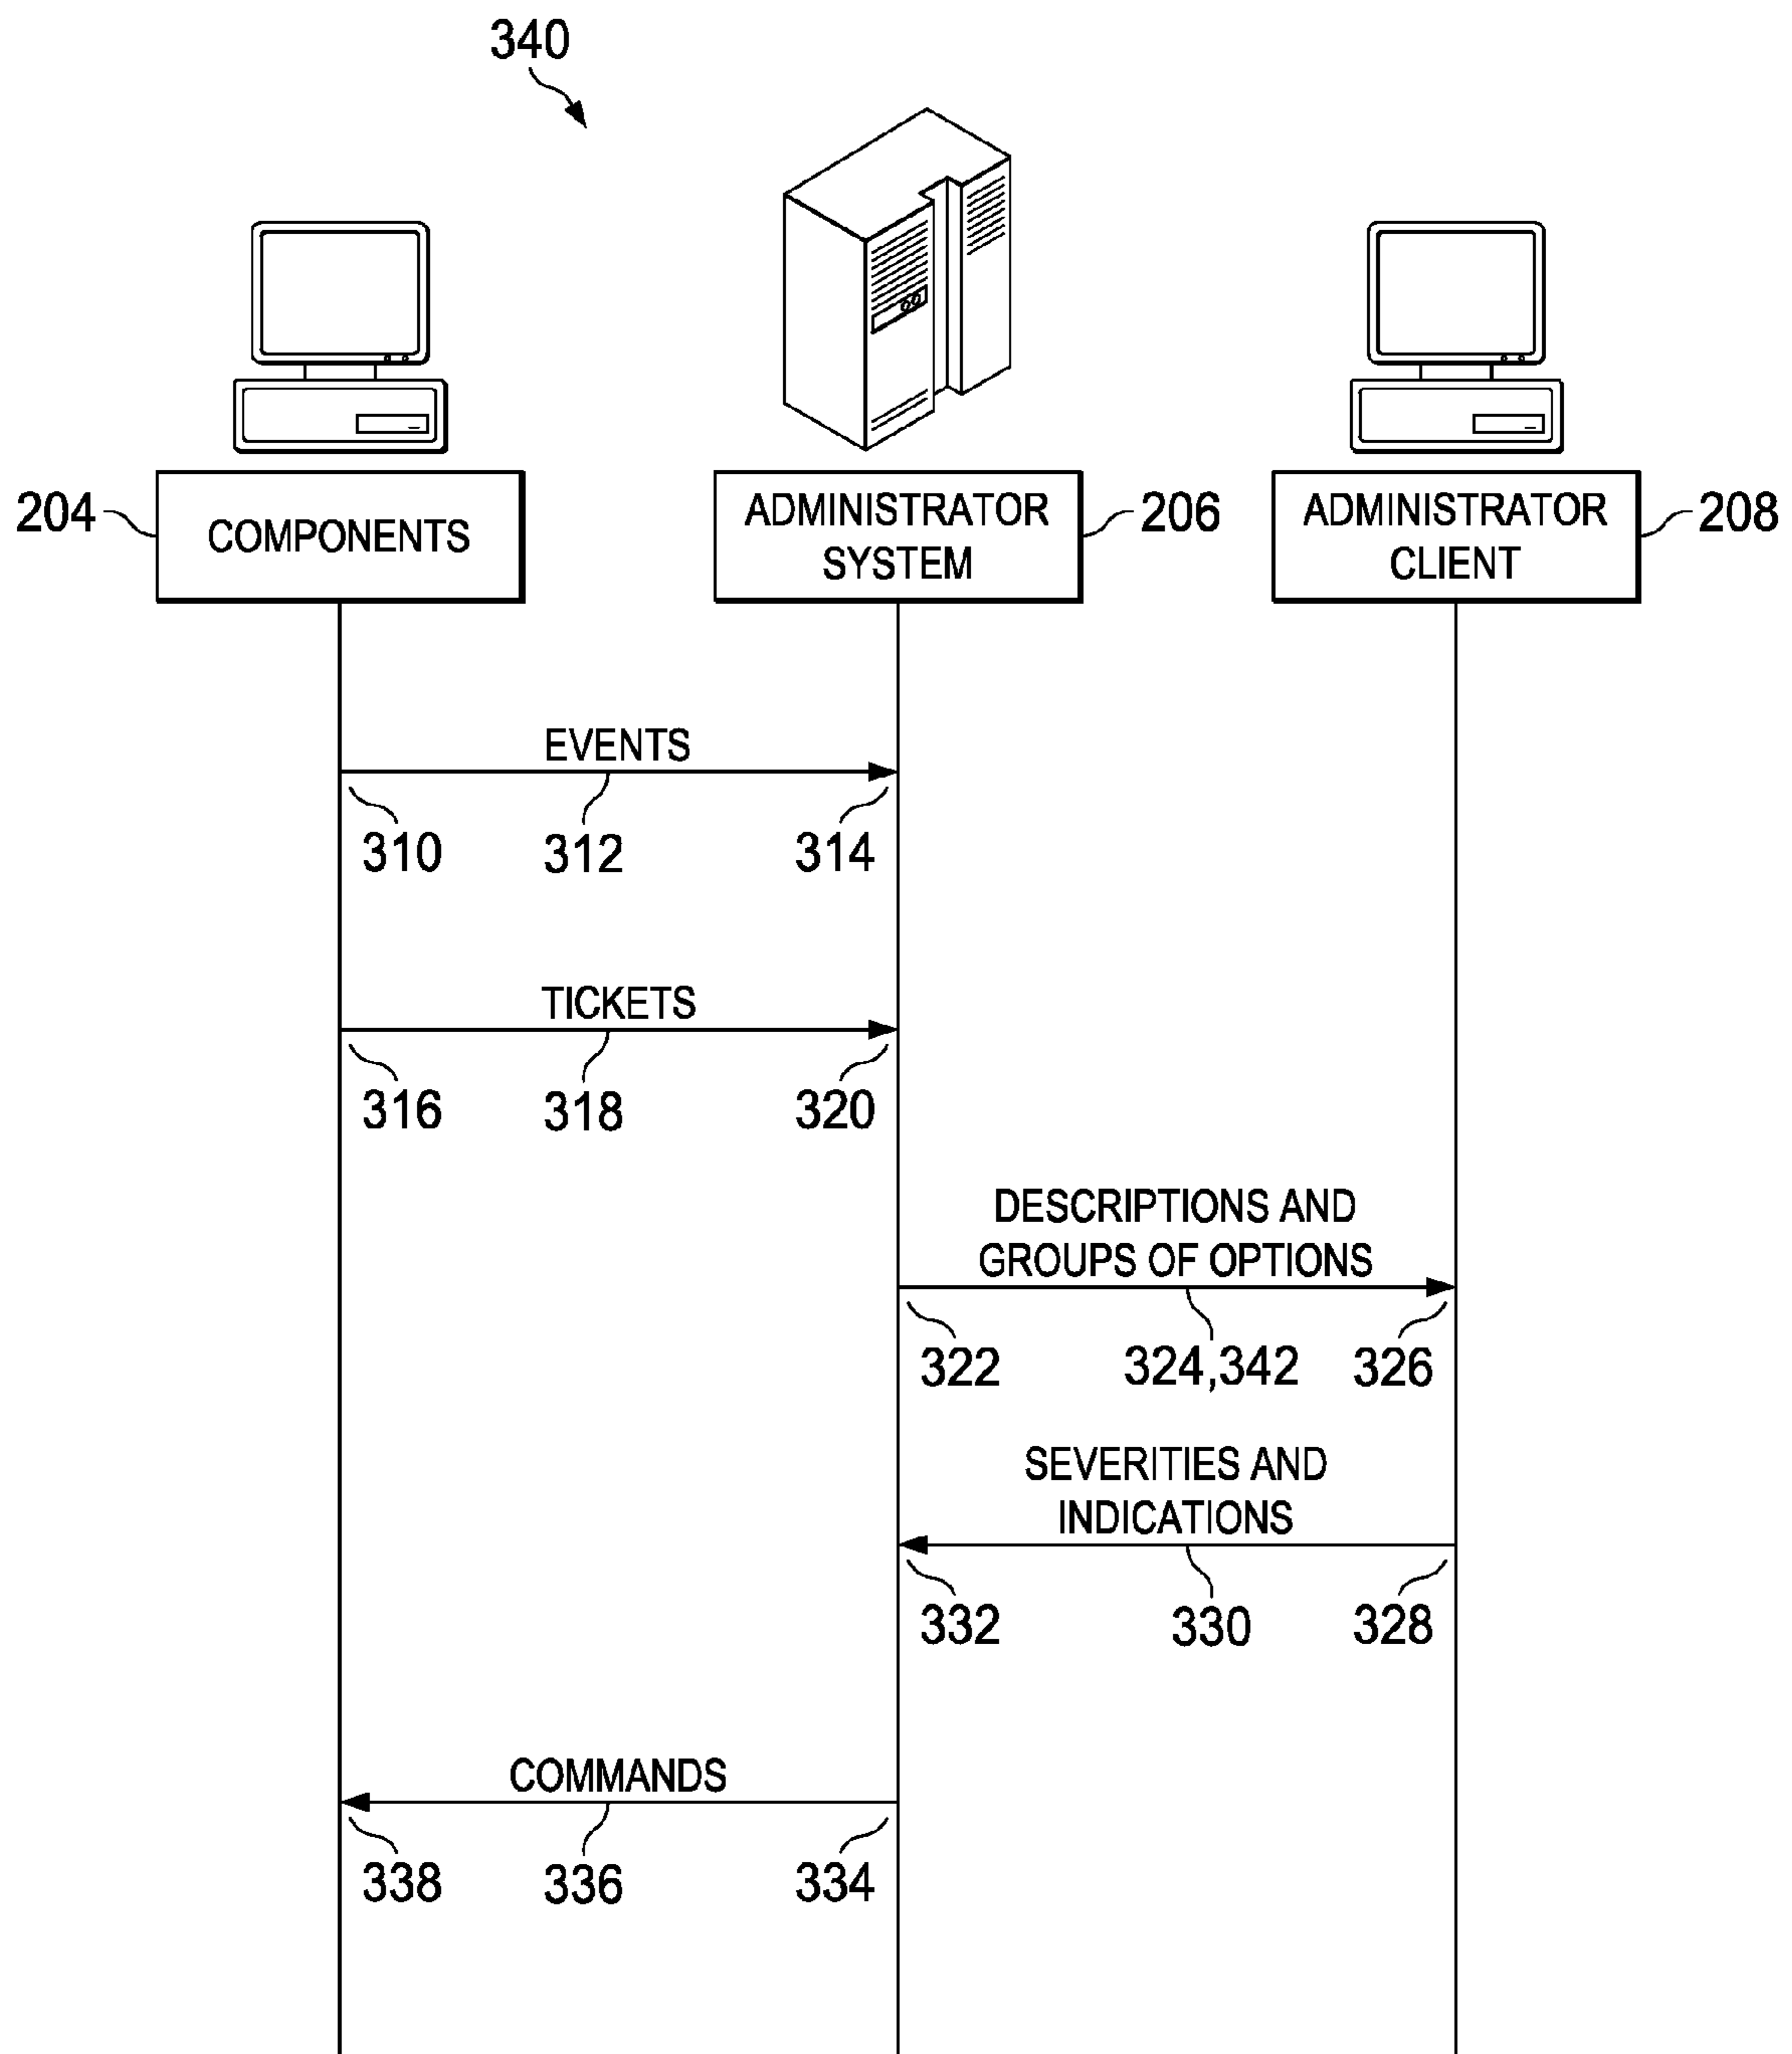 340
204
COMPONENTS
ADMINISTRATOR
SYSTEM
206
ADMINISTRATOR
CLIENT
208
EVENTS
310
312
314
TICKETS
316
318
320
DESCRIPTIONS AND
GROUPS OF OPTIONS
322
324,342
326
SEVERITIES AND
INDICATIONS
332
330
328
COMMANDS
338
336
334